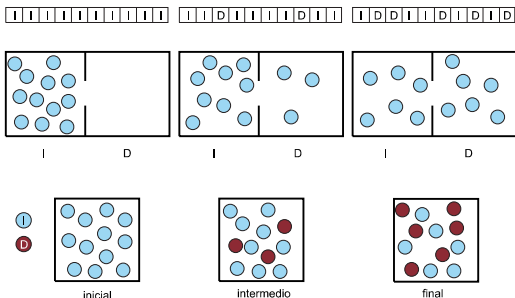 I I I I I I I I I I I I D I I I I D I I I D D I I D I D I D
I D I D I D
I
D
inicial intermedio final